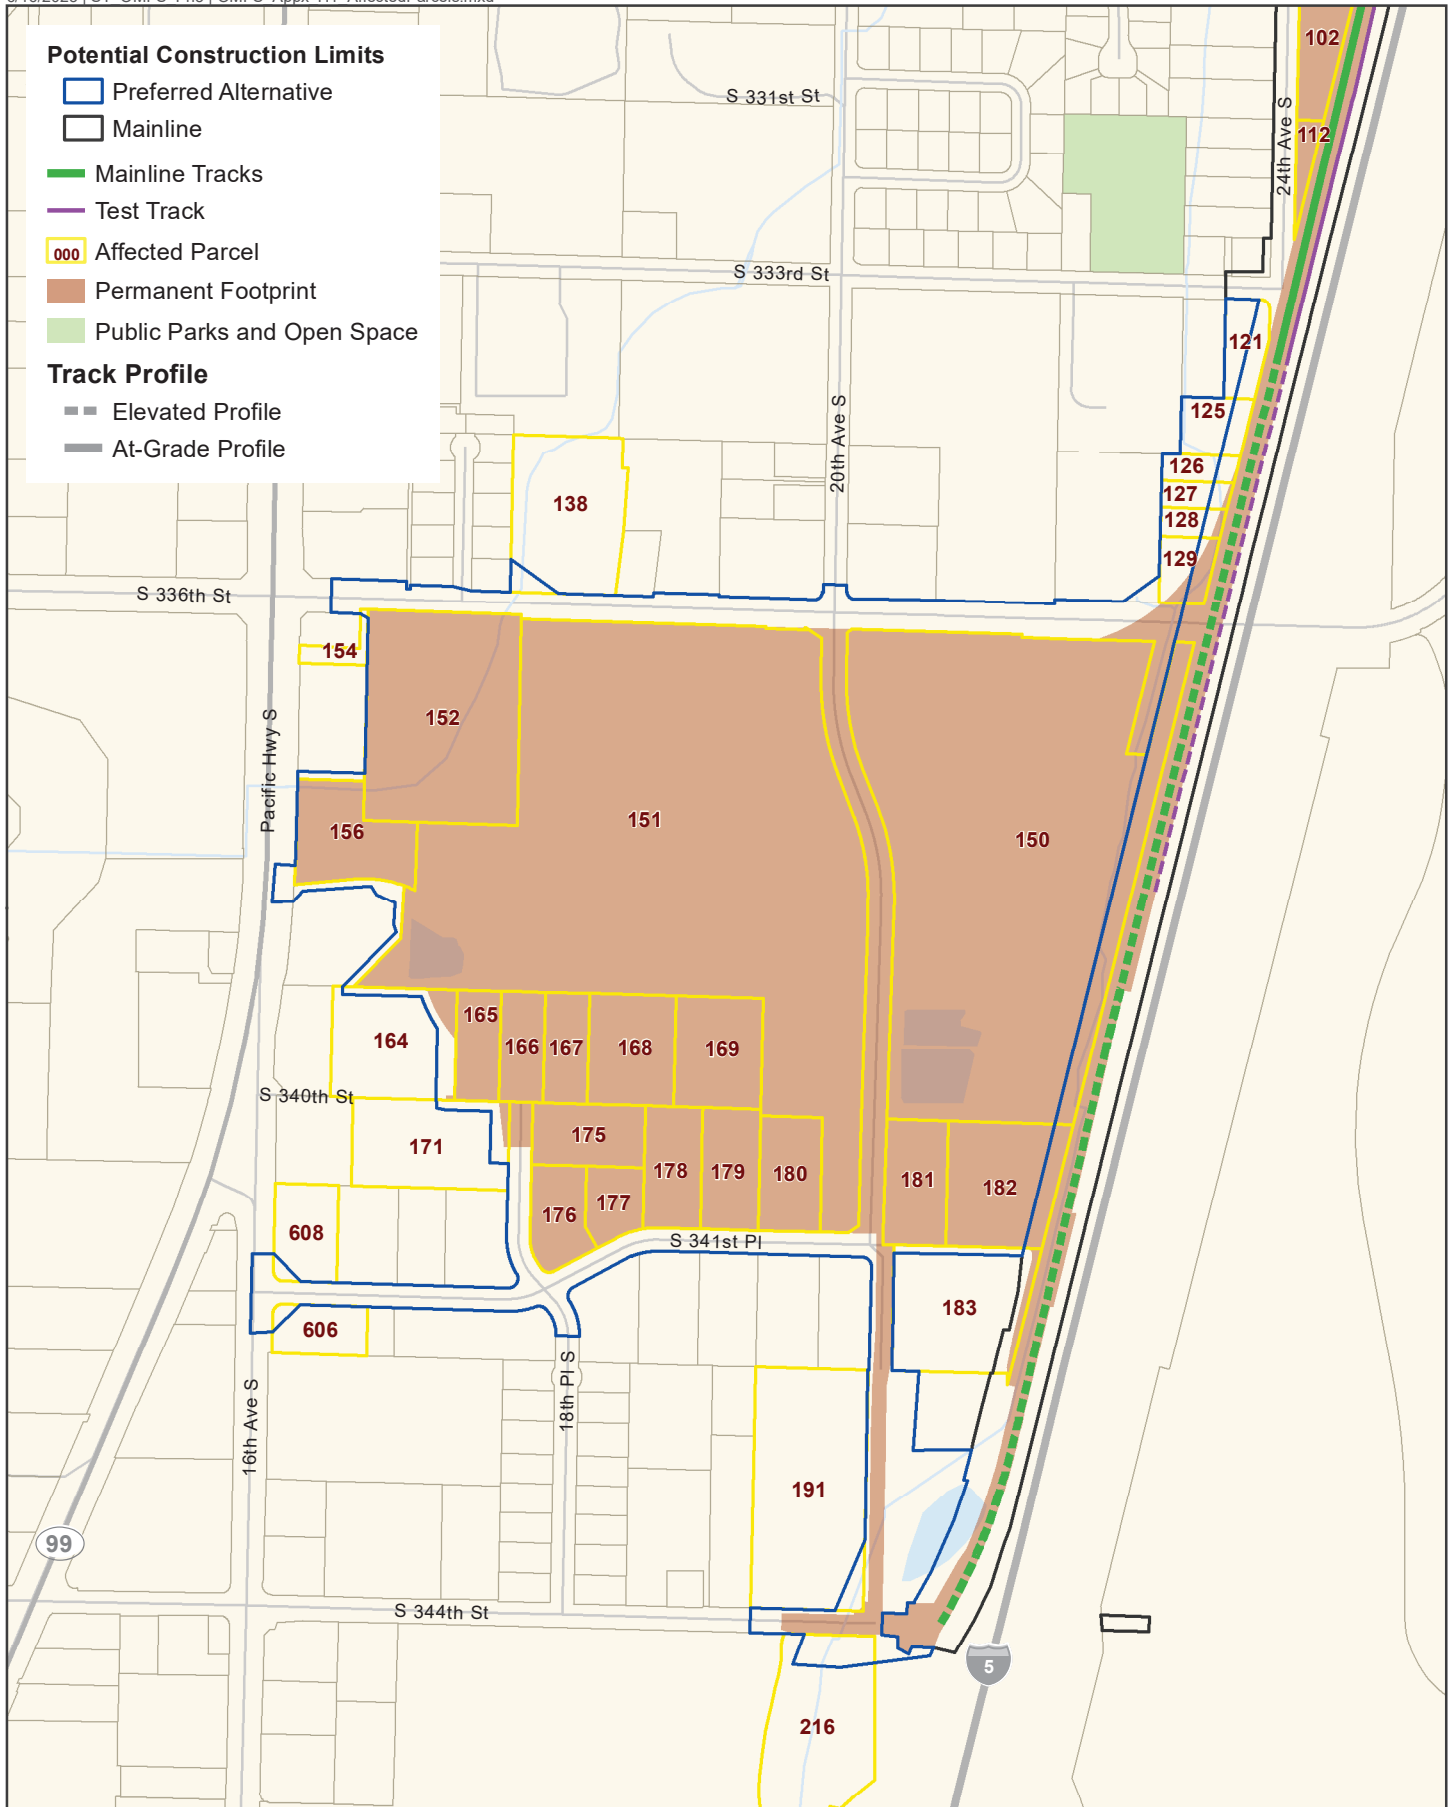 Potential Construction Limits
Preferred Alternative
Mainline
Mainline Tracks
Test Track
000 Affected Parcel
Permanent Footprint
Public Parks and Open Space
Track Profile
Elevated Profile
At-Grade Profile
102
S 331st St
24th Ave S
112
S 333rd St
121
20th Ave S
125
126
127
128
129
138
S 336th St
154
152
Pacific Hwy S
156
151
150
165
164
166
167
168
169
S 340th St
171
175
178
179
180
181
182
176
177
608
S 341st Pl
183
606
16th Ave S
18th Pl S
191
99
S 344th St
5
216